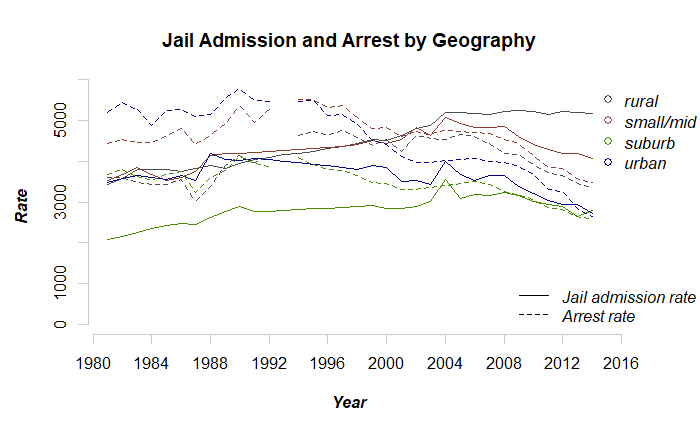 Jail Admission and Arrest by Geography
Rate
5000
3000
1000
0
rural
small/mid
suburb
urban
Jail admission rate
Arrest rate
1980 1984 1988 1992 1996 2000 2004 2008 2012 2016
Year